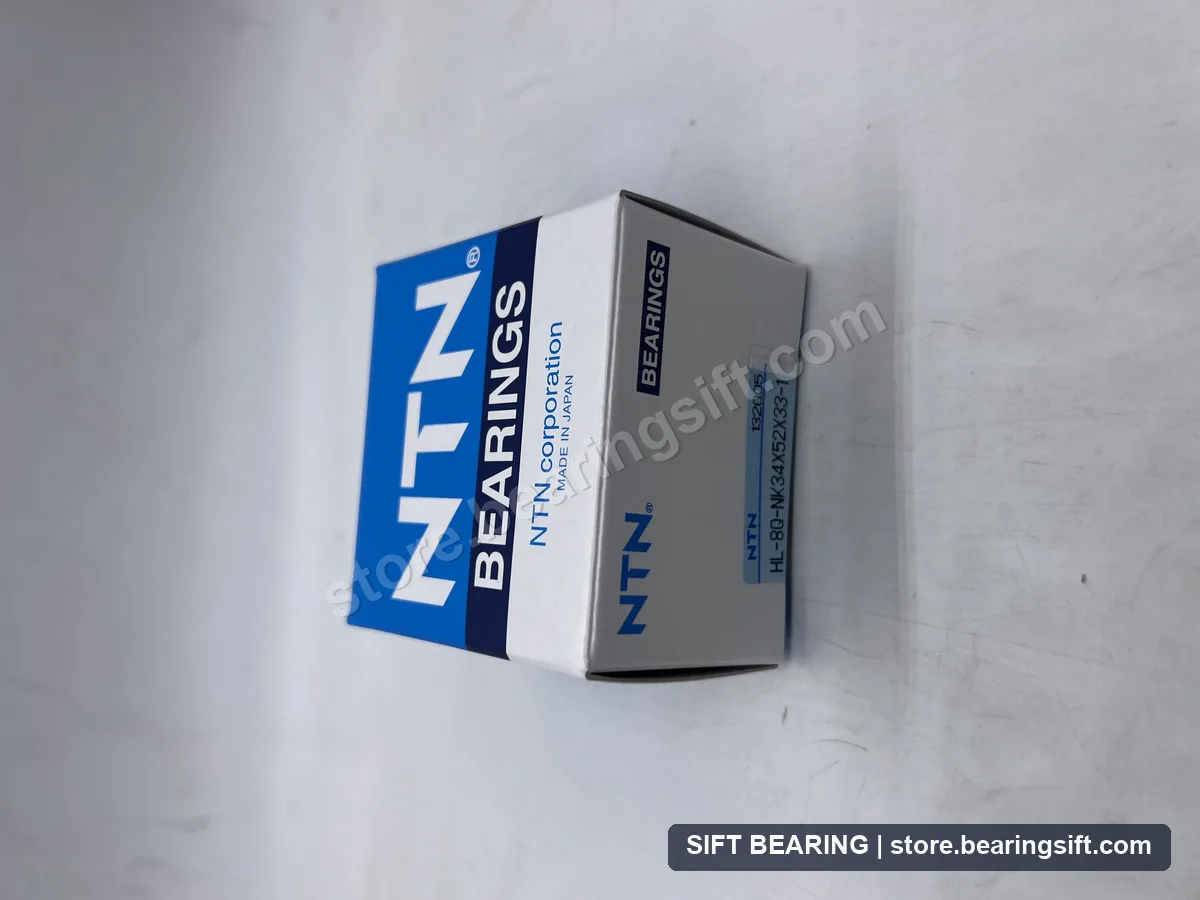 NTN®
BEARINGS
NTN corporation
MADE IN JAPAN
NTN®
BEARINGS
NTN 132005
HL-8Q-NK34X52X33-1
store.bearingsift.com
SIFT BEARING | store.bearingsift.com